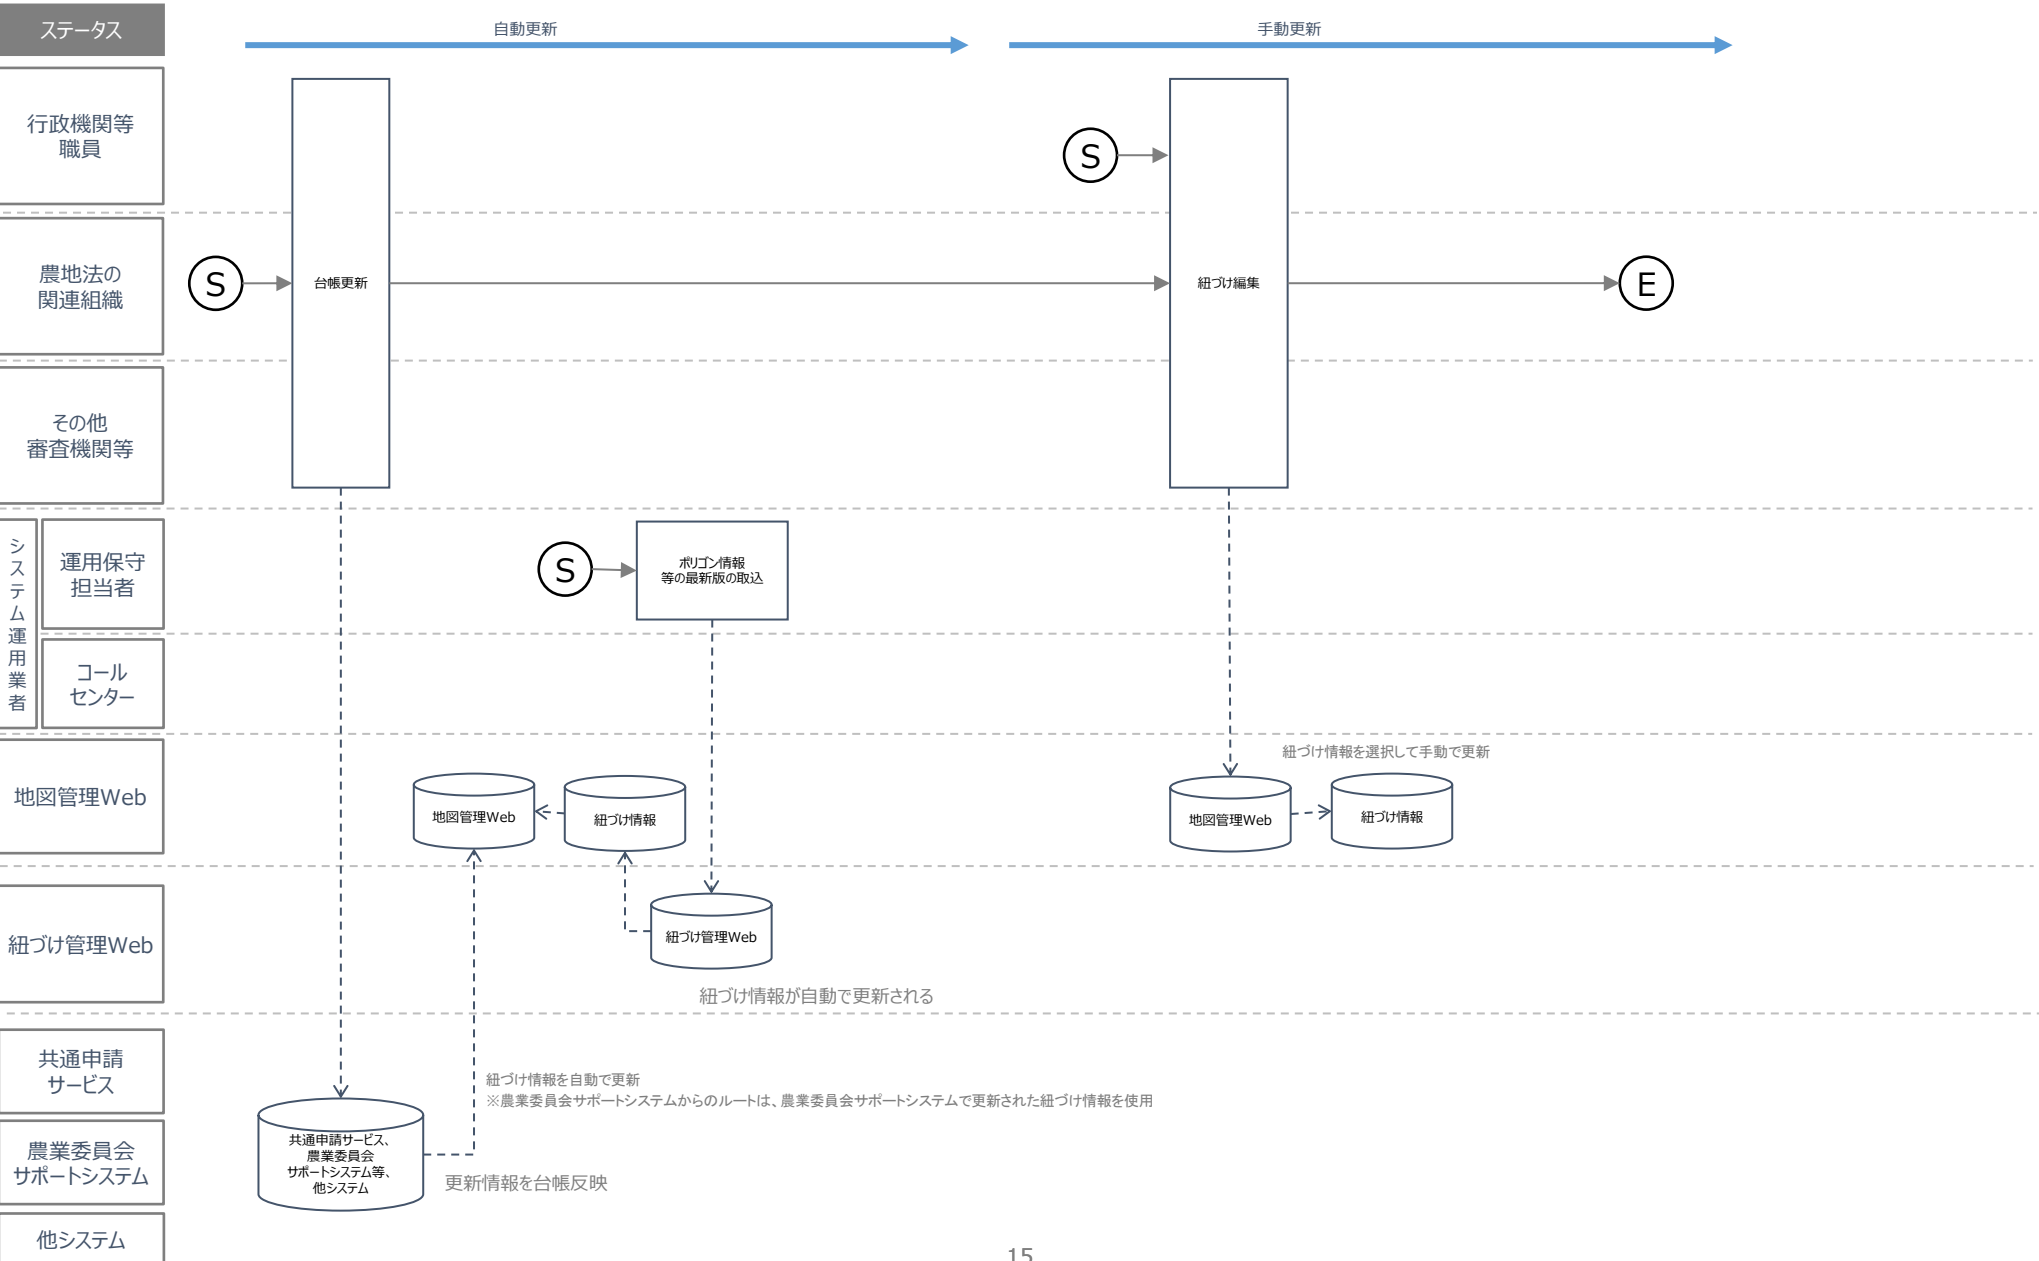 ステータス
自動更新
手動更新
行政機関等
職員
S
農地法の
関連組織
S
台帳更新
紐づけ編集
E
その他
審査機関等
システム運用業者
運用保守
担当者
S
ポリゴン情報
等の最新版の取込
コール
センター
地図管理Web
地図管理Web
紐づけ情報
紐づけ情報を選択して手動で更新
地図管理Web
紐づけ情報
紐づけ管理Web
紐づけ管理Web
紐づけ情報が自動で更新される
共通申請
サービス
紐づけ情報を自動で更新
※農業委員会サポートシステムからのルートは、農業委員会サポートシステムで更新された紐づけ情報を使用
農業委員会
サポートシステム
共通申請サービス、
農業委員会
サポートシステム等、
他システム
更新情報を台帳反映
他システム
15